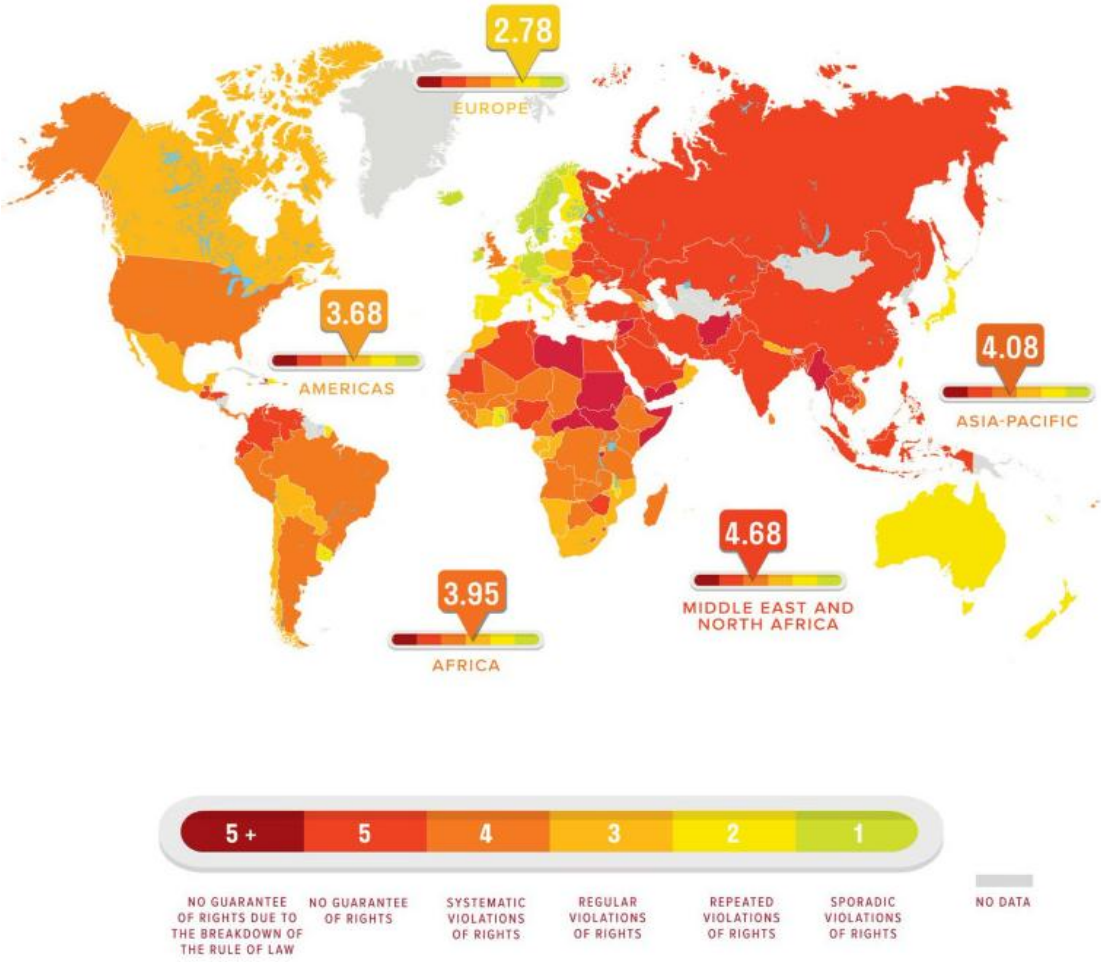 2.78
EUROPE
3.68
AMERICAS
4.08
ASIA-PACIFIC
4.68
MIDDLE EAST AND
NORTH AFRICA
3.95
AFRICA
5 +
5
4
3
2
1
NO GUARANTEE
OF RIGHTS DUE TO
THE BREAKDOWN OF
THE RULE OF LAW
NO GUARANTEE
OF RIGHTS
SYSTEMATIC
VIOLATIONS
OF RIGHTS
REGULAR
VIOLATIONS
OF RIGHTS
REPEATED
VIOLATIONS
OF RIGHTS
SPORADIC
VIOLATIONS
OF RIGHTS
NO DATA